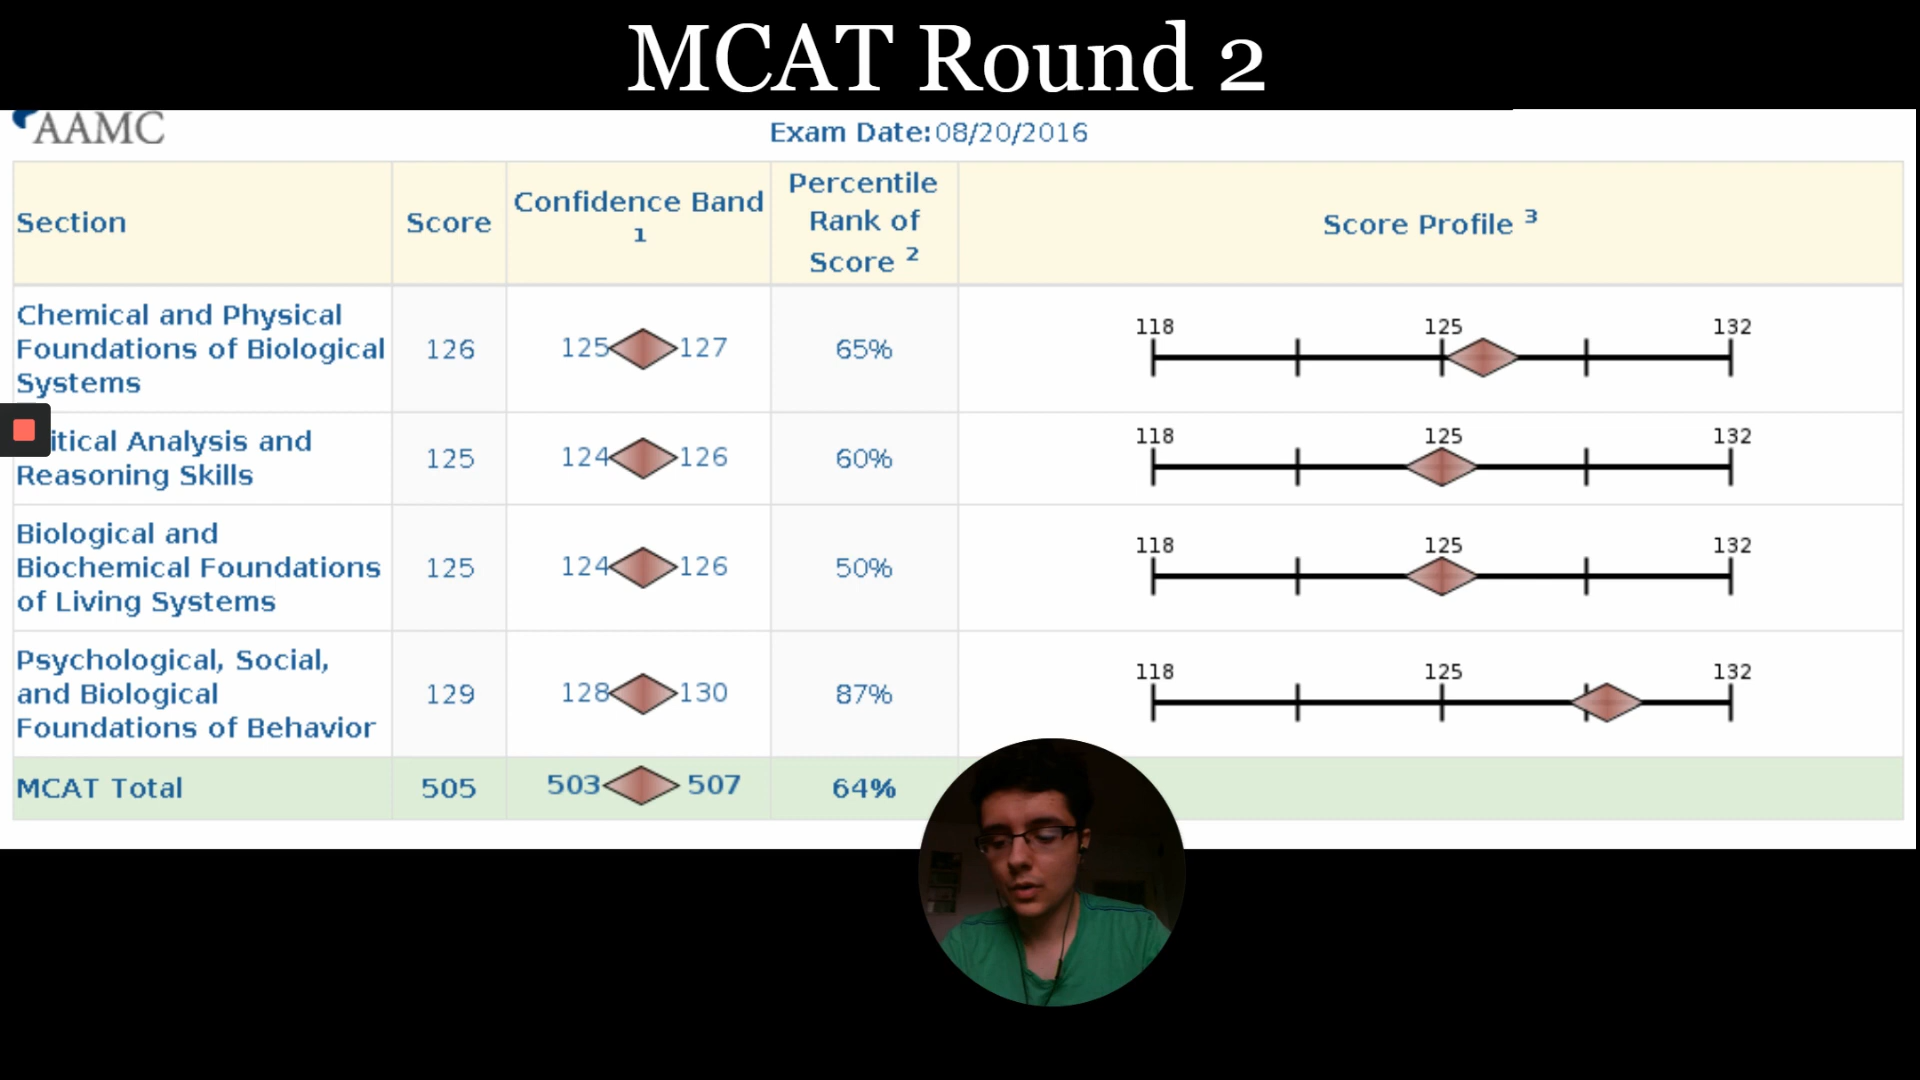 MCAT Round 2
AAMC
Exam Date: 08/20/2016
Section
Score
Confidence Band
1
Percentile
Rank of
Score 2
Score Profile 3
Chemical and Physical
Foundations of Biological
Systems
126
125 127
65%
118 125 132
itical Analysis and
Reasoning Skills
125
124 126
60%
118 125 132
Biological and
Biochemical Foundations
of Living Systems
125
124 126
50%
118 125 132
Psychological, Social,
and Biological
Foundations of Behavior
129
128 130
87%
118 125 132
MCAT Total
505
503 507
64%